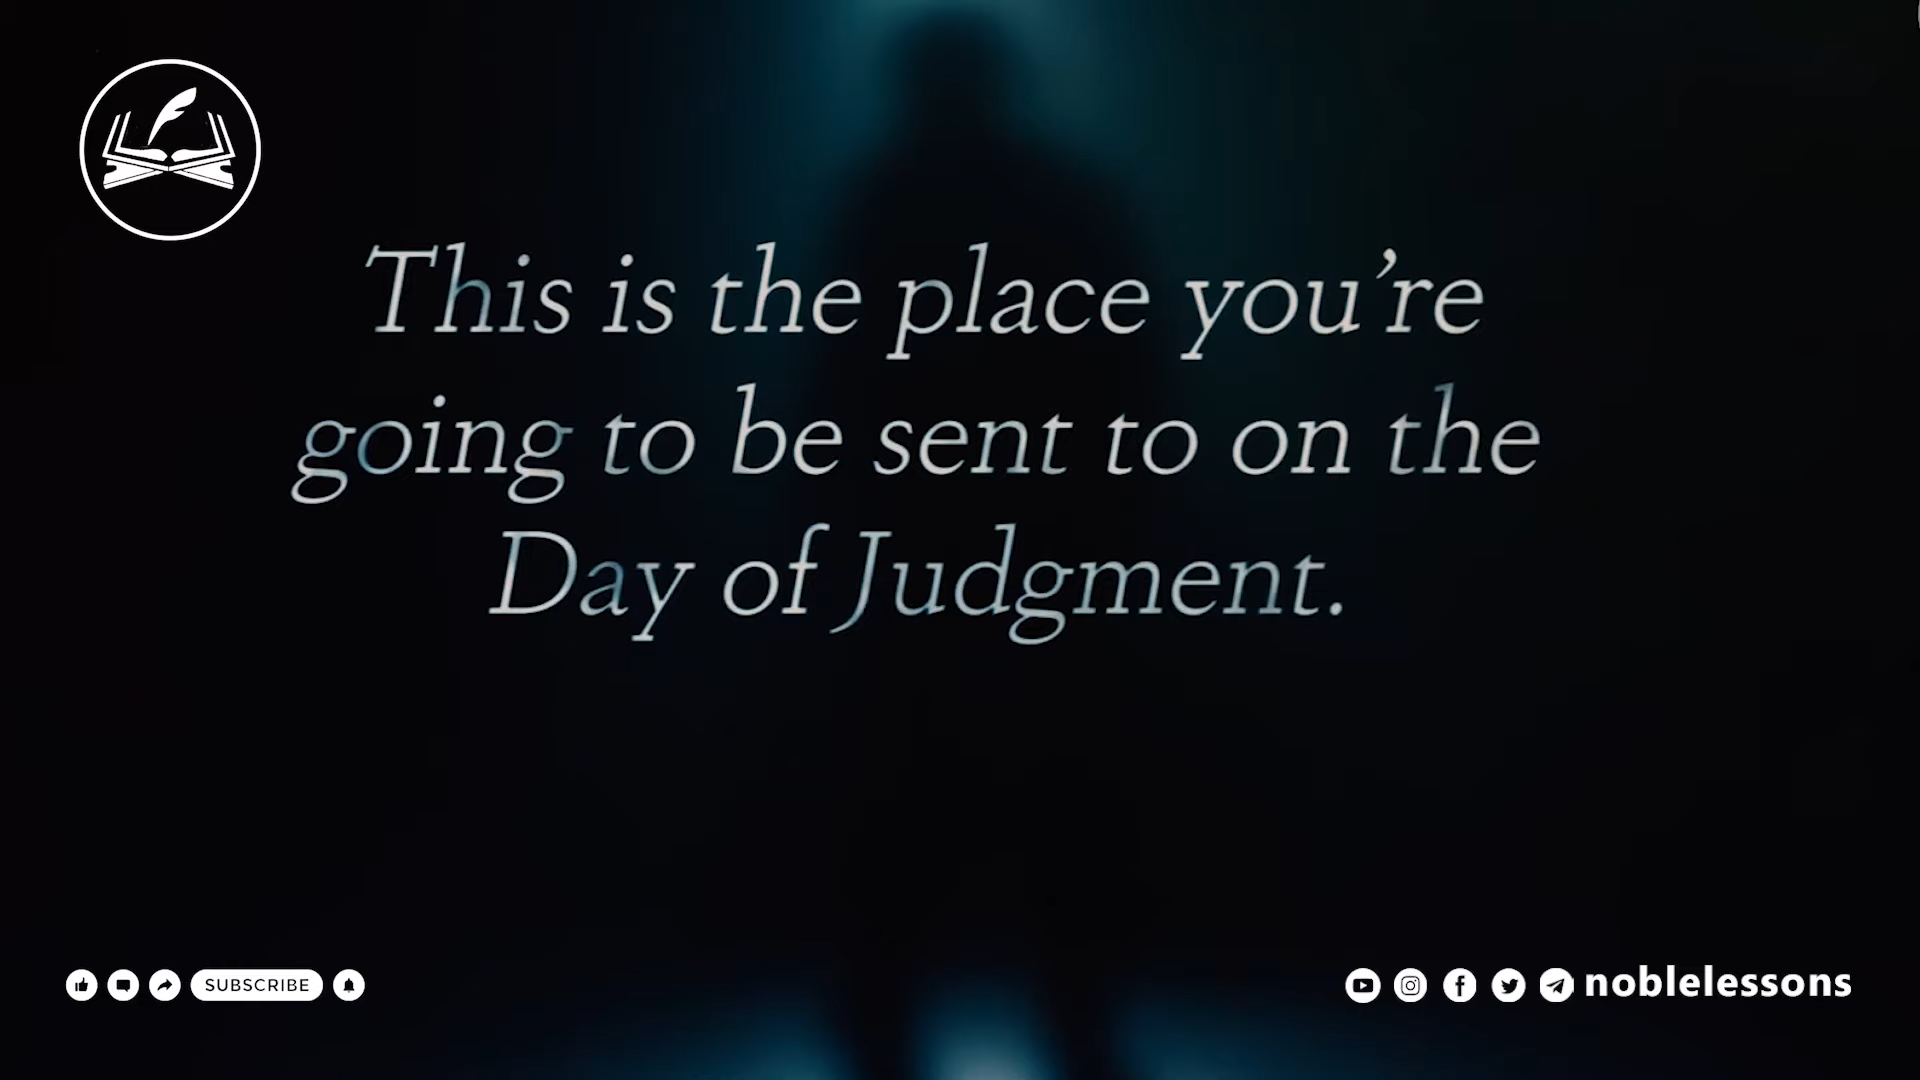 This is the place you’re
going to be sent to on the
Day of Judgment.
SUBSCRIBE
noblelessons